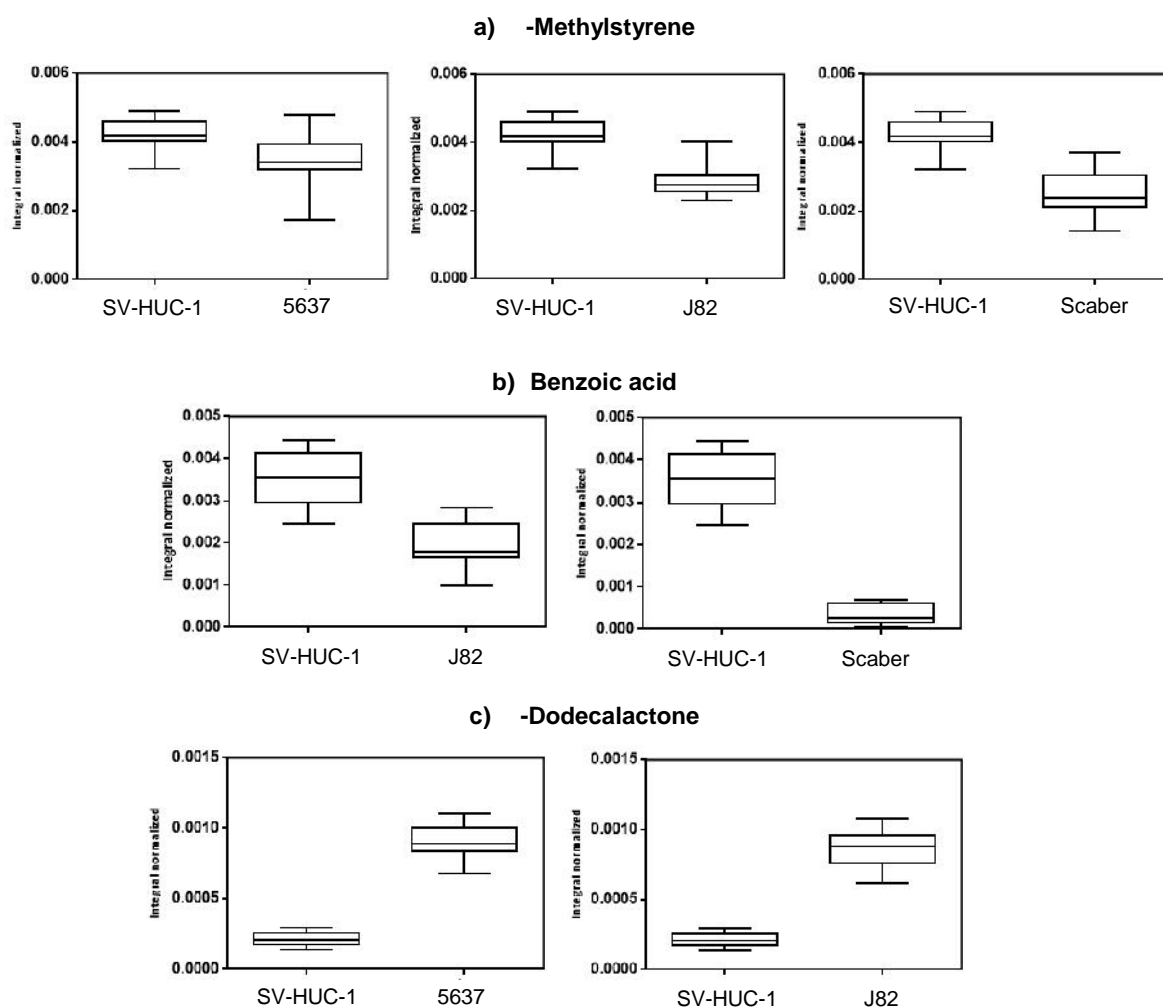 a) -Methylstyrene
0.006 0.006 0.006
0.004 0.004 0.004
0.002 0.002 0.002
0.000 0.000 0.000
Integral normalized Integral normalized Integral normalized
SV-HUC-1 5637 SV-HUC-1 J82 SV-HUC-1 Scaber
b) Benzoic acid
0.005 0.005
0.004 0.004
0.003 0.003
0.002 0.002
0.001 0.001
0.000 0.000
Integral normalized Integral normalized
SV-HUC-1 J82 SV-HUC-1 Scaber
c) -Dodecalactone
0.0015 0.0015
0.0010 0.0010
0.0005 0.0005
0.0000 0.0000
Integral normalized Integral normalized
SV-HUC-1 5637 SV-HUC-1 J82